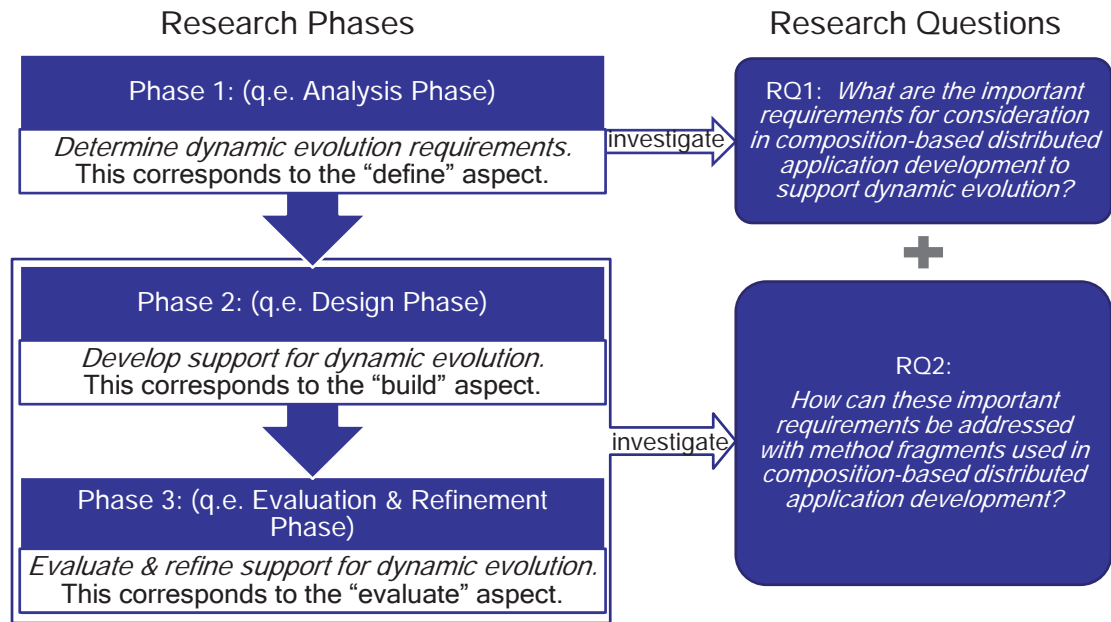 Research Phases
Research Questions
Phase 1: (q.e. Analysis Phase)
Determine dynamic evolution requirements.
This corresponds to the “define” aspect.
investigate
RQ1: What are the important
requirements for consideration
in composition-based distributed
application development to
support dynamic evolution?
Phase 2: (q.e. Design Phase)
Develop support for dynamic evolution.
This corresponds to the “build” aspect.
investigate
Phase 3: (q.e. Evaluation & Refinement
Phase)
Evaluate & refine support for dynamic evolution.
This corresponds to the “evaluate” aspect.
RQ2:
How can these important
requirements be addressed
with method fragments used in
composition-based distributed
application development?